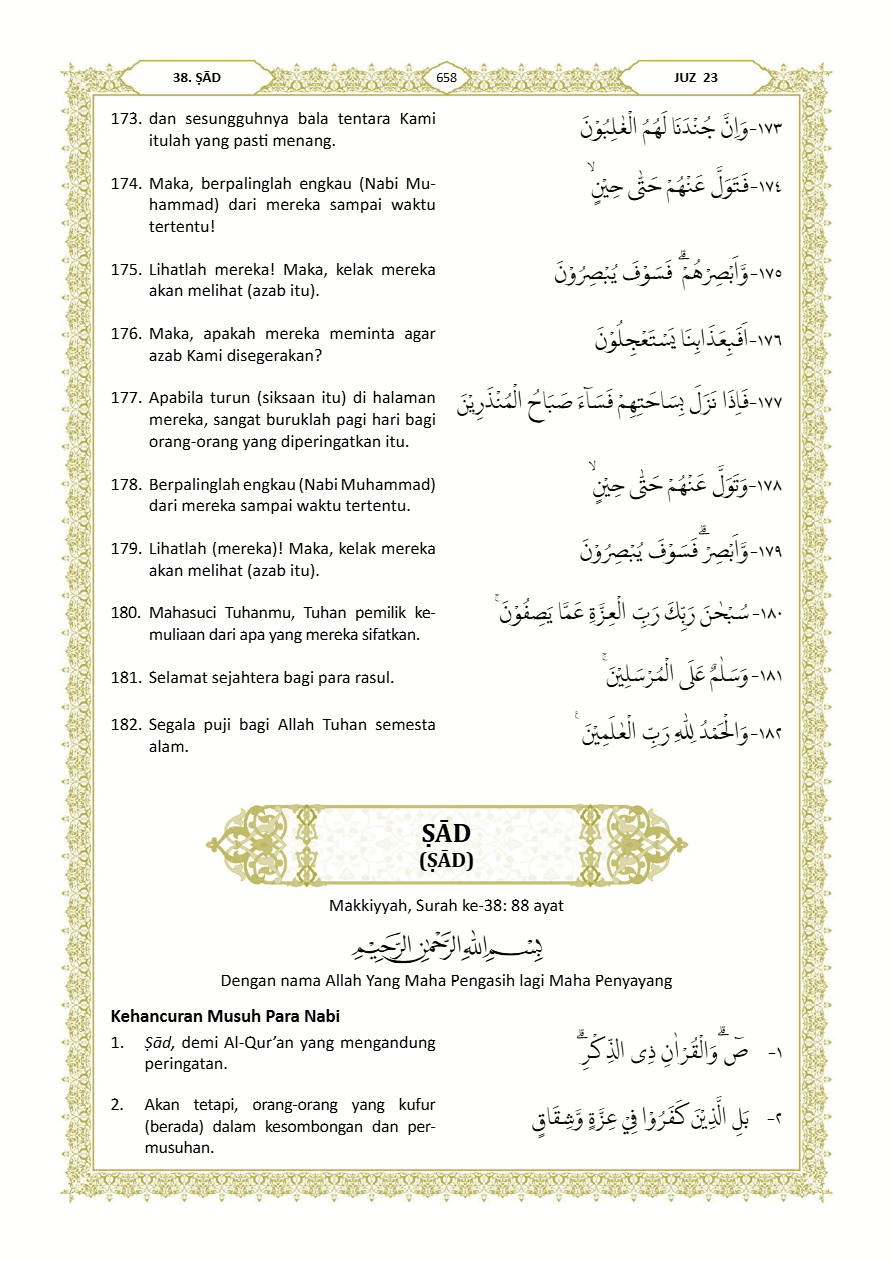 38. ṢĀD
658
JUZ 23
173. dan sesungguhnya bala tentara Kami
itulah yang pasti menang.
١٧٣-وَاِنَّ جُنْدَنَا لَهُمُ الْغٰلِبُوْنَ
174. Maka, berpalinglah engkau (Nabi Mu-
hammad) dari mereka sampai waktu
tertentu!
١٧٤-فَتَوَلَّ عَنْهُمْ حَتّٰى حِيْنٍۙ
175. Lihatlah mereka! Maka, kelak mereka
akan melihat (azab itu).
١٧٥-وَّاَبْصِرْهُمْۗ فَسَوْفَ يُبْصِرُوْنَ
176. Maka, apakah mereka meminta agar
azab Kami disegerakan?
١٧٦-اَفَبِعَذَابِنَا يَسْتَعْجِلُوْنَ
177. Apabila turun (siksaan itu) di halaman
mereka, sangat buruklah pagi hari bagi
orang-orang yang diperingatkan itu.
١٧٧-فَاِذَا نَزَلَ بِسَاحَتِهِمْ فَسَاۤءَ صَبَاحُ الْمُنْذَرِيْنَ
178. Berpalinglah engkau (Nabi Muhammad)
dari mereka sampai waktu tertentu.
١٧٨-وَتَوَلَّ عَنْهُمْ حَتّٰى حِيْنٍۙ
179. Lihatlah (mereka)! Maka, kelak mereka
akan melihat (azab itu).
١٧٩-وَّاَبْصِرْۗ فَسَوْفَ يُبْصِرُوْنَ
180. Mahasuci Tuhanmu, Tuhan pemilik ke-
muliaan dari apa yang mereka sifatkan.
١٨٠-سُبْحٰنَ رَبِّكَ رَبِّ الْعِزَّةِ عَمَّا يَصِفُوْنَۚ
181. Selamat sejahtera bagi para rasul.
١٨١-وَسَلٰمٌ عَلَى الْمُرْسَلِيْنَۚ
182. Segala puji bagi Allah Tuhan semesta
alam.
١٨٢-وَالْحَمْدُ لِلّٰهِ رَبِّ الْعٰلَمِيْنَ ࣖ
ṢĀD
(ṢĀD)
Makkiyyah, Surah ke-38: 88 ayat
بِسْمِ اللّٰهِ الرَّحْمٰنِ الرَّحِيْمِ
Dengan nama Allah Yang Maha Pengasih lagi Maha Penyayang
Kehancuran Musuh Para Nabi
1. Ṣād, demi Al-Qur’an yang mengandung
peringatan.
١- صۤۗ وَالْقُرْاٰنِ ذِى الذِّكْرِۗ
2. Akan tetapi, orang-orang yang kufur
(berada) dalam kesombongan dan per-
musuhan.
٢- بَلِ الَّذِيْنَ كَفَرُوْا فِيْ عِزَّةٍ وَّشِقَاقٍ